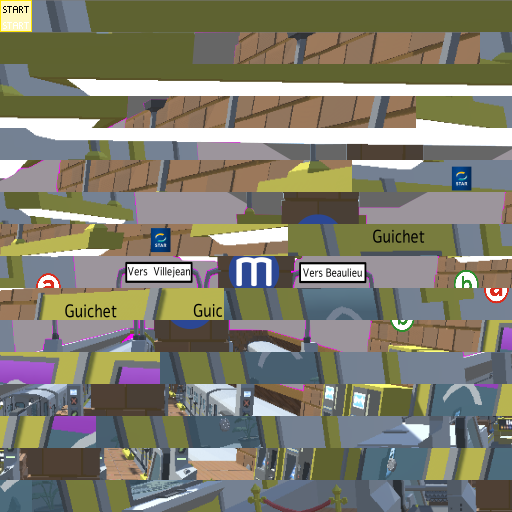 START
STAR
STAR
Guichet
Vers Villejean
m
Vers Beaulieu
a
b
a
Guichet
Guic
b